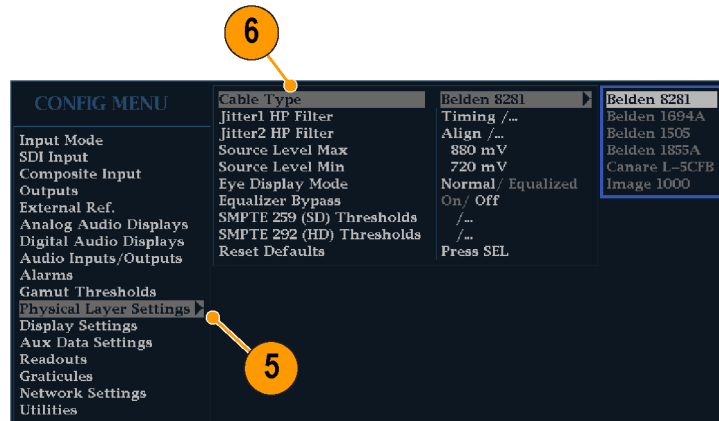 6
CONFIG MENU
Input Mode
SDI Input
Composite Input
Outputs
External Ref.
Analog Audio Displays
Digital Audio Displays
Audio Inputs/Outputs
Alarms
Gamut Thresholds
Physical Layer Settings
Display Settings
Aux Data Settings
Readouts
Graticules
Network Settings
Utilities
Cable Type Belden 8281
Jitter1 HP Filter Timing /...
Jitter2 HP Filter Align /...
Source Level Max 880 mV
Source Level Min 720 mV
Eye Display Mode Normal/ Equalized
Equalizer Bypass On/ Off
SMPTE 259 (SD) Thresholds /...
SMPTE 292 (HD) Thresholds /...
Reset Defaults Press SEL
Belden 8281
Belden 1694A
Belden 1505
Belden 1855A
Canare L-5CFB
Image 1000
5